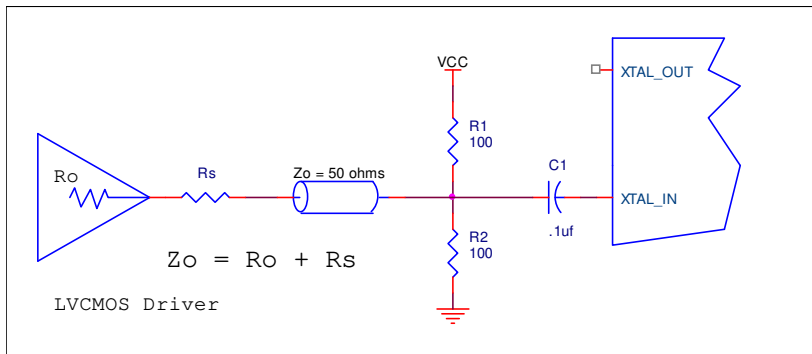 VCC
XTAL_OUT
R1
100
C1
Ro
Rs
Zo = 50 ohms
XTAL_IN
.1uf
R2
100
Zo = Ro + Rs
LVCMOS Driver